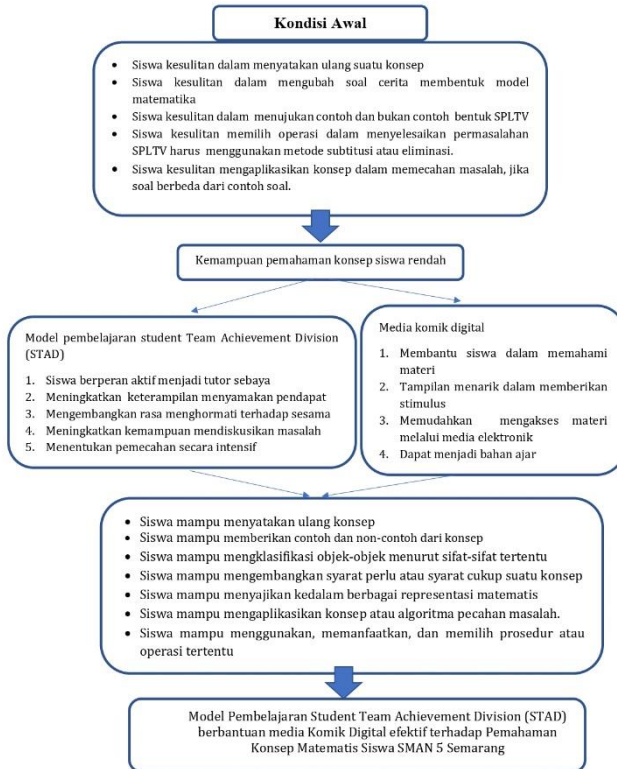 Kondisi Awal
• Siswa kesulitan dalam menyatakan ulang suatu konsep
• Siswa kesulitan dalam mengubah soal cerita membentuk model
matematika
• Siswa kesulitan dalam menujukan contoh dan bukan contoh bentuk SPLTV
• Siswa kesulitan memilih operasi dalam menyelesaikan permasalahan
SPLTV harus menggunakan metode subtitusi atau eliminasi.
• Siswa kesulitan mengaplikasikan konsep dalam memecahan masalah, jika
soal berbeda dari contoh soal.
Kemampuan pemahaman konsep siswa rendah
Model pembelajaran student Team Achievement Division
(STAD)
1. Siswa berperan aktif menjadi tutor sebaya
2. Meningkatkan keterampilan menyamakan pendapat
3. Mengembangkan rasa menghormati terhadap sesama
4. Meningkatkan kemampuan mendiskusikan masalah
5. Menentukan pemecahan secara intensif
Media komik digital
1. Membantu siswa dalam memahami
materi
2. Tampilan menarik dalam memberikan
stimulus
3. Memudahkan mengakses materi
melalui media elektronik
4. Dapat menjadi bahan ajar
• Siswa mampu menyatakan ulang konsep
• Siswa mampu memberikan contoh dan non-contoh dari konsep
• Siswa mampu mengklasifikasi objek-objek menurut sifat-sifat tertentu
• Siswa mampu mengembangkan syarat perlu atau syarat cukup suatu konsep
• Siswa mampu menyajikan kedalam berbagai representasi matematis
• Siswa mampu mengaplikasikan konsep atau algoritma pecahan masalah.
• Siswa mampu menggunakan, memanfaatkan, dan memilih prosedur atau
operasi tertentu
Model Pembelajaran Student Team Achievement Division (STAD)
berbantuan media Komik Digital efektif terhadap Pemahaman
Konsep Matematis Siswa SMAN 5 Semarang